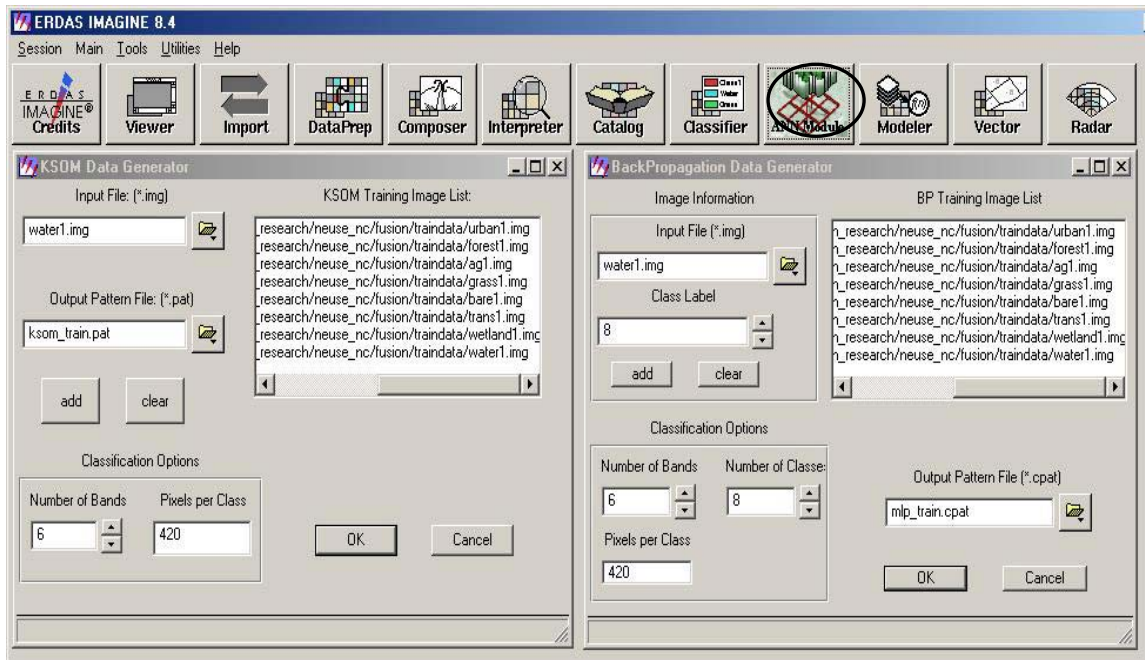 ERDAS IMAGINE 8.4
Session Main Tools Utilities Help
ERDAS
IMAGINE®
Credits
Viewer
Import
DataPrep
Composer
Interpreter
Catalog
Class1
Water
Grass
Classifier
ANN Module
f(n)
Modeler
Vector
Radar
KSOM Data Generator
Input File: (*.img)
water1.img
Output Pattern File: (*.pat)
ksom_train.pat
add
clear
KSOM Training Image List:
_research/neuse_nc/fusion/traindata/urban1.img
_research/neuse_nc/fusion/traindata/forest1.img
_research/neuse_nc/fusion/traindata/ag1.img
_research/neuse_nc/fusion/traindata/grass1.img
_research/neuse_nc/fusion/traindata/bare1.img
_research/neuse_nc/fusion/traindata/trans1.img
_research/neuse_nc/fusion/traindata/wetland1.img
_research/neuse_nc/fusion/traindata/water1.img
Classification Options
Number of Bands Pixels per Class
6 420
OK Cancel
BackPropagation Data Generator
Image Information
Input File (*.img)
water1.img
Class Label
8
add clear
BP Training Image List
n_research/neuse_nc/fusion/traindata/urban1.img
n_research/neuse_nc/fusion/traindata/forest1.img
n_research/neuse_nc/fusion/traindata/ag1.img
n_research/neuse_nc/fusion/traindata/grass1.img
n_research/neuse_nc/fusion/traindata/bare1.img
n_research/neuse_nc/fusion/traindata/trans1.img
n_research/neuse_nc/fusion/traindata/wetland1.img
n_research/neuse_nc/fusion/traindata/water1.img
Classification Options
Number of Bands Number of Classe:
6 8
Pixels per Class
420
Output Pattern File (*.cpat)
mlp_train.cpat
OK Cancel